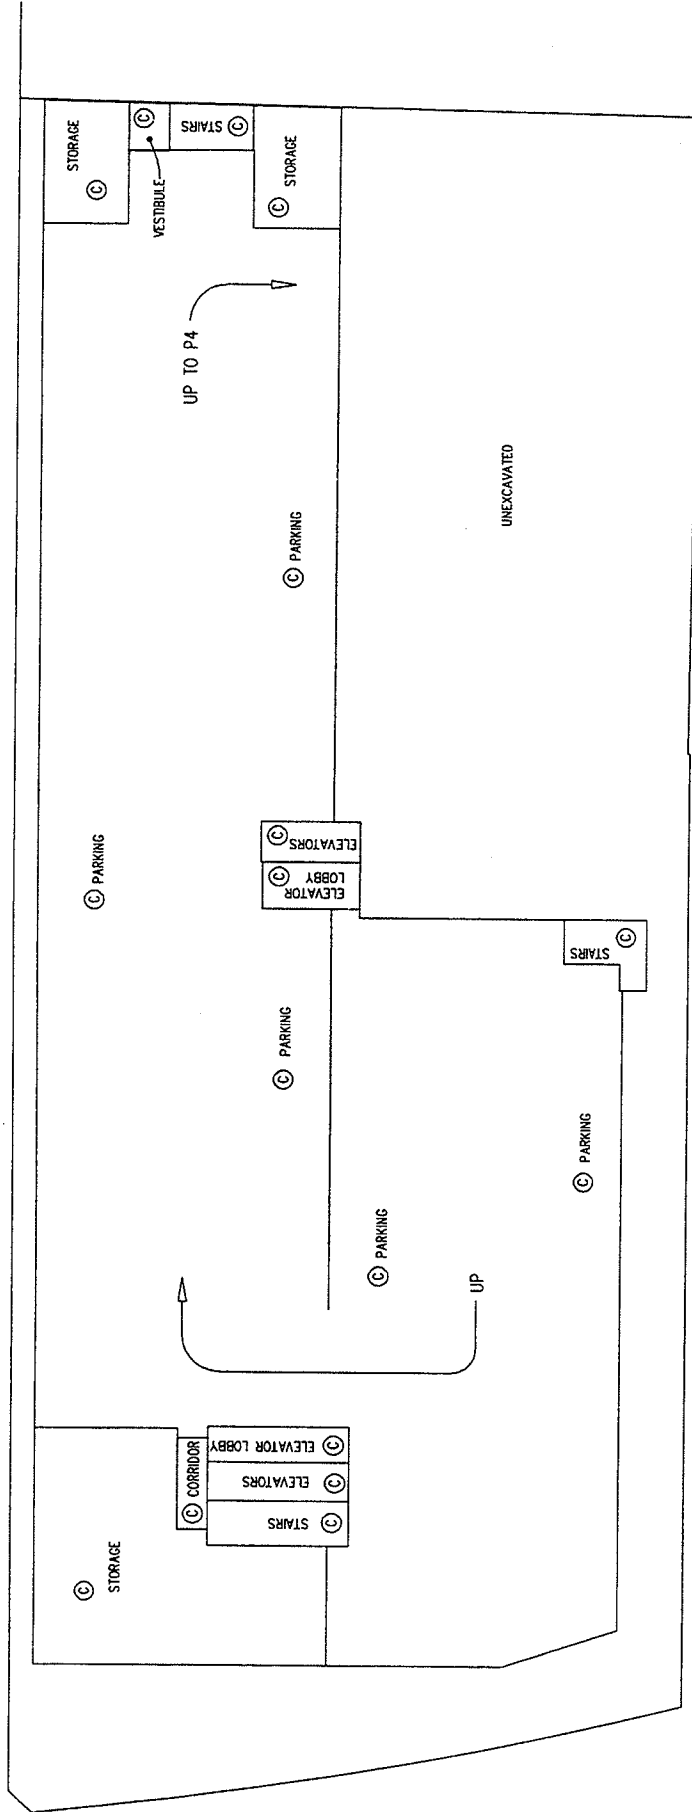 STORAGE
Ⓒ
Ⓒ
VESTIBULE
STAIRS Ⓒ
STORAGE
Ⓒ
UP TO P4
Ⓒ PARKING
UNEXCAVATED
Ⓒ PARKING
ELEVATORS Ⓒ
ELEVATOR
LOBBY
Ⓒ
STAIRS
Ⓒ
Ⓒ PARKING
Ⓒ PARKING
Ⓒ PARKING
UP
Ⓒ CORRIDOR
ELEVATOR LOBBY Ⓒ
ELEVATORS Ⓒ
STAIRS Ⓒ
STORAGE
Ⓒ